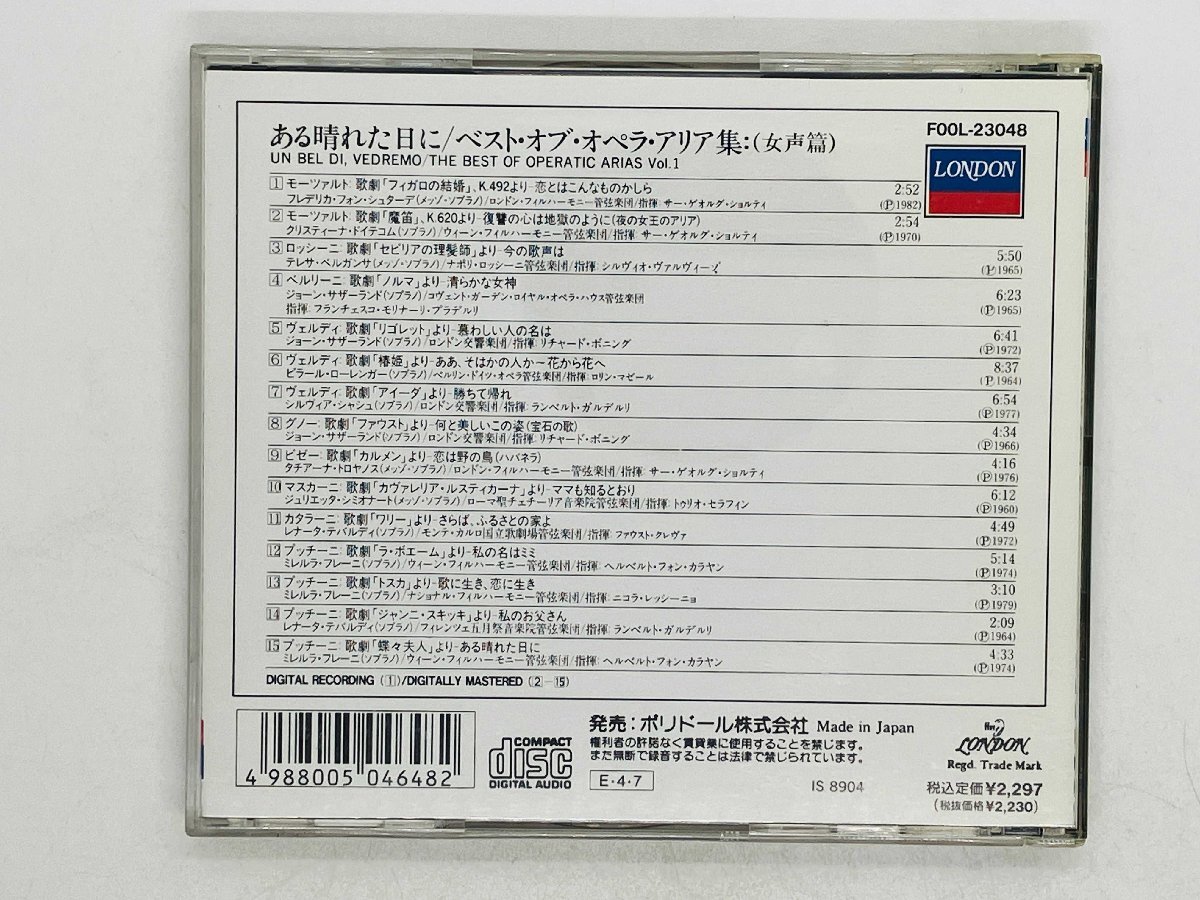 ある晴れた日に/ベスト・オブ・オペラ・アリア集:(女声篇)
UN BEL DI, VEDREMO/THE BEST OF OPERATIC ARIAS Vol.1
F00L-23048
LONDON
1 モーツァルト:歌劇「フィガロの結婚」、K.492より-恋とはこんなものかしら 2:52
フレデリカ・フォン・シュターデ(メッゾ・ソプラノ)/ロンドン・フィルハーモニー管弦楽団/指揮:サー・ゲオルグ・ショルティ (℗1982)
2 モーツァルト:歌劇「魔笛」、K.620より-復讐の心は地獄のように(夜の女王のアリア) 2:54
クリスティーナ・ドイテコム(ソプラノ)/ウィーン・フィルハーモニー管弦楽団/指揮:サー・ゲオルグ・ショルティ (℗1970)
3 ロッシーニ:歌劇「セビリアの理髪師」より-今の歌声は 5:50
テレサ・ベルガンサ(メッゾ・ソプラノ)/ナポリ・ロッシーニ管弦楽団/指揮:シルヴィオ・ヴァルヴィーゾ (℗1965)
4 ベルリーニ:歌劇「ノルマ」より-清らかな女神
ジョーン・サザーランド(ソプラノ)/コヴェント・ガーデン・ロイヤル・オペラ・ハウス管弦楽団 6:23
指揮:フランチェスコ・モリナーリ・プラデルリ (℗1965)
5 ヴェルディ:歌劇「リゴレット」より-慕わしい人の名は 6:41
ジョーン・サザーランド(ソプラノ)/ロンドン交響楽団/指揮:リチャード・ボニング (℗1972)
6 ヴェルディ:歌劇「椿姫」より-ああ、そはかの人か〜花から花へ 8:37
ピラール・ローレンガー(ソプラノ)/ベルリン・ドイツ・オペラ管弦楽団/指揮:ロリン・マゼール (℗1964)
7 ヴェルディ:歌劇「アイーダ」より-勝ちて帰れ 6:54
シルヴィア・シャシュ(ソプラノ)/ロンドン交響楽団/指揮:ランベルト・ガルデルリ (℗1977)
8 グノー:歌劇「ファウスト」より-何と美しいこの姿(宝石の歌) 4:34
ジョーン・サザーランド(ソプラノ)/ロンドン交響楽団/指揮:リチャード・ボニング (℗1966)
9 ビゼー:歌劇「カルメン」より-恋は野の鳥(ハバネラ) 4:16
タチアーナ・トロヤノス(メッゾ・ソプラノ)/ロンドン・フィルハーモニー管弦楽団/指揮:サー・ゲオルグ・ショルティ (℗1976)
10 マスカーニ:歌劇「カヴァレリア・ルスティカーナ」より-ママも知るとおり 6:12
ジュリエッタ・シミオナート(メッゾ・ソプラノ)/ローマ聖チェチーリア音楽院管弦楽団/指揮:トゥリオ・セラフィン (℗1960)
11 カタラーニ:歌劇「ワリー」より-さらば、ふるさとの家よ 4:49
レナータ・テバルディ(ソプラノ)/モンテ・カルロ国立歌劇場管弦楽団/指揮:ファウスト・クレヴァ (℗1972)
12 プッチーニ:歌劇「ラ・ボエーム」より-私の名はミミ 5:14
ミレルラ・フレーニ(ソプラノ)/ウィーン・フィルハーモニー管弦楽団/指揮:ヘルベルト・フォン・カラヤン (℗1974)
13 プッチーニ:歌劇「トスカ」より-歌に生き、恋に生き 3:10
ミレルラ・フレーニ(ソプラノ)/ナショナル・フィルハーモニー管弦楽団/指揮:ニコラ・レッシーニョ (℗1979)
14 プッチーニ:歌劇「ジャンニ・スキッキ」より-私のお父さん 2:09
レナータ・テバルディ(ソプラノ)/フィレンツェ五月祭音楽院管弦楽団/指揮:ランベルト・ガルデルリ (℗1964)
15 プッチーニ:歌劇「蝶々夫人」より-ある晴れた日に 4:33
ミレルラ・フレーニ(ソプラノ)/ウィーン・フィルハーモニー管弦楽団/指揮:ヘルベルト・フォン・カラヤン (℗1974)
DIGITAL RECORDING (1)/DIGITALLY MASTERED (2-15)
4 988005 046482
COMPACT
disc
DIGITAL AUDIO
発売:ポリドール株式会社 Made in Japan
権利者の許諾なく賃貸業に使用することを禁じます。
また無断で録音することは法律で禁じられています。
E・4・7
IS 8904
ffrr
LONDON
Regd. Trade Mark
税込定価¥2,297
(税抜価格¥2,230)